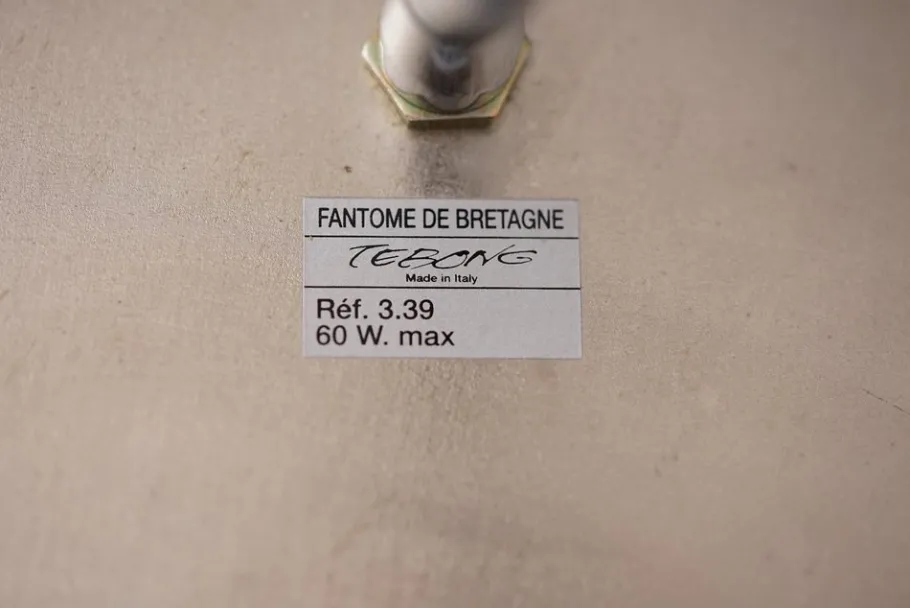 FANTOME DE BRETAGNE
TEBONG
Made in Italy
Réf. 3.39
60 W. max